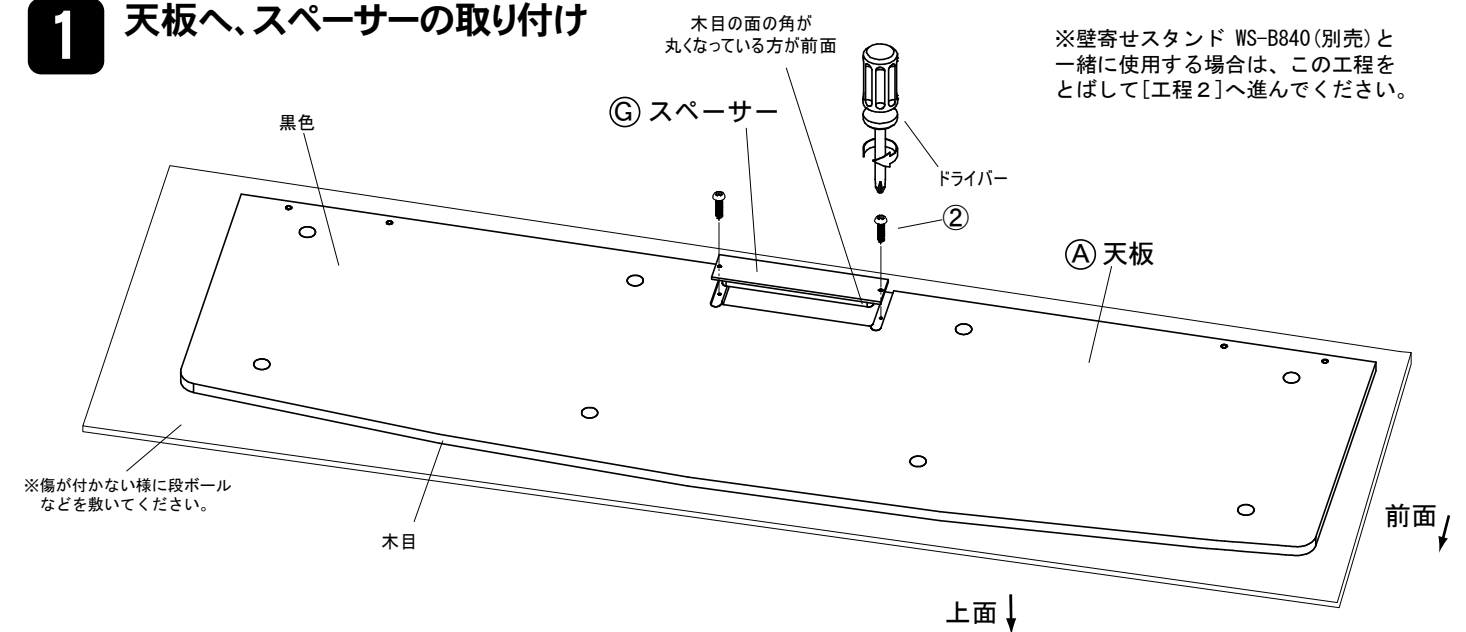 1
天板へ、スペーサーの取り付け
木目の面の角が
丸くなっている方が前面
※壁寄せスタンド WS-B840(別売)と
一緒に使用する場合は、この工程を
とばして[工程２]へ進んでください。
Ⓖ スペーサー
黒色
ドライバー
②
Ⓐ 天板
※傷が付かない様に段ボール
などを敷いてください。
木目
前面
上面